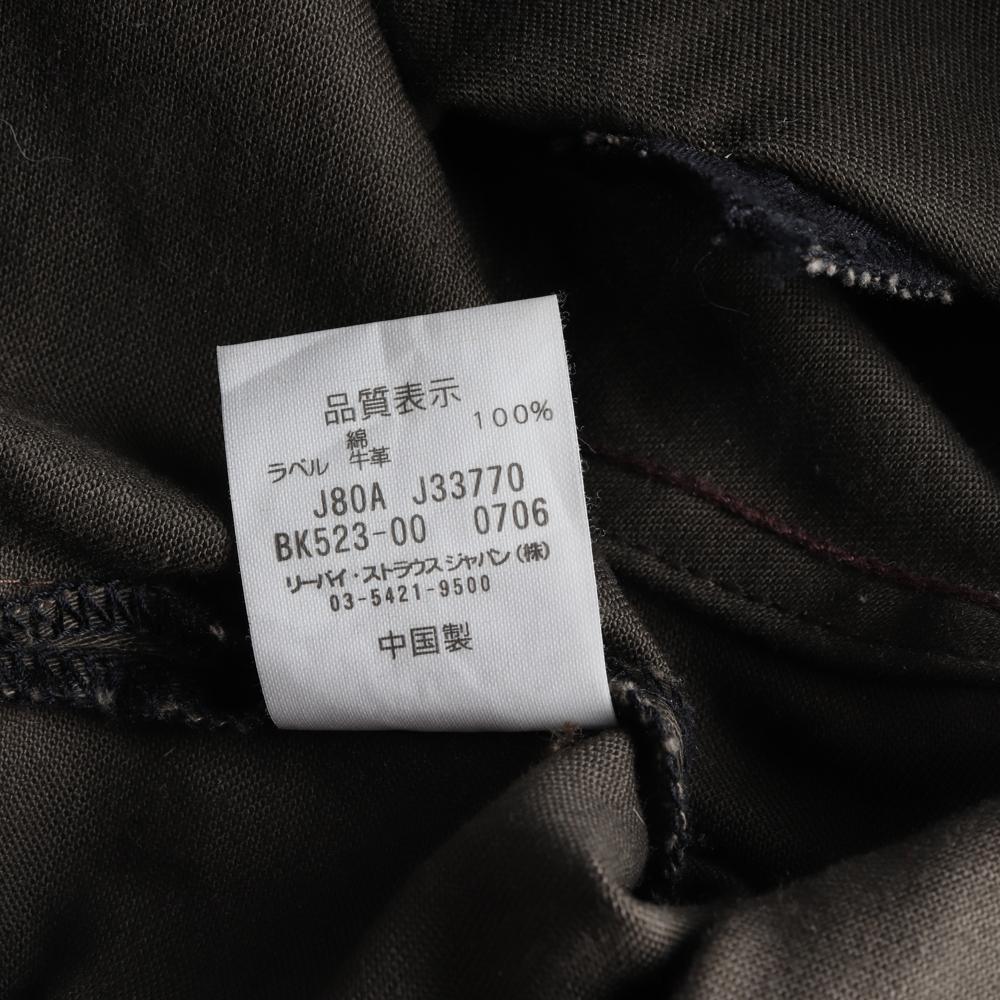 品質表示
綿 100%
ラベル 牛革
J80A J33770
BK523-00 0706
リーバイ・ストラウス ジャパン(株)
03-5421-9500
中国製